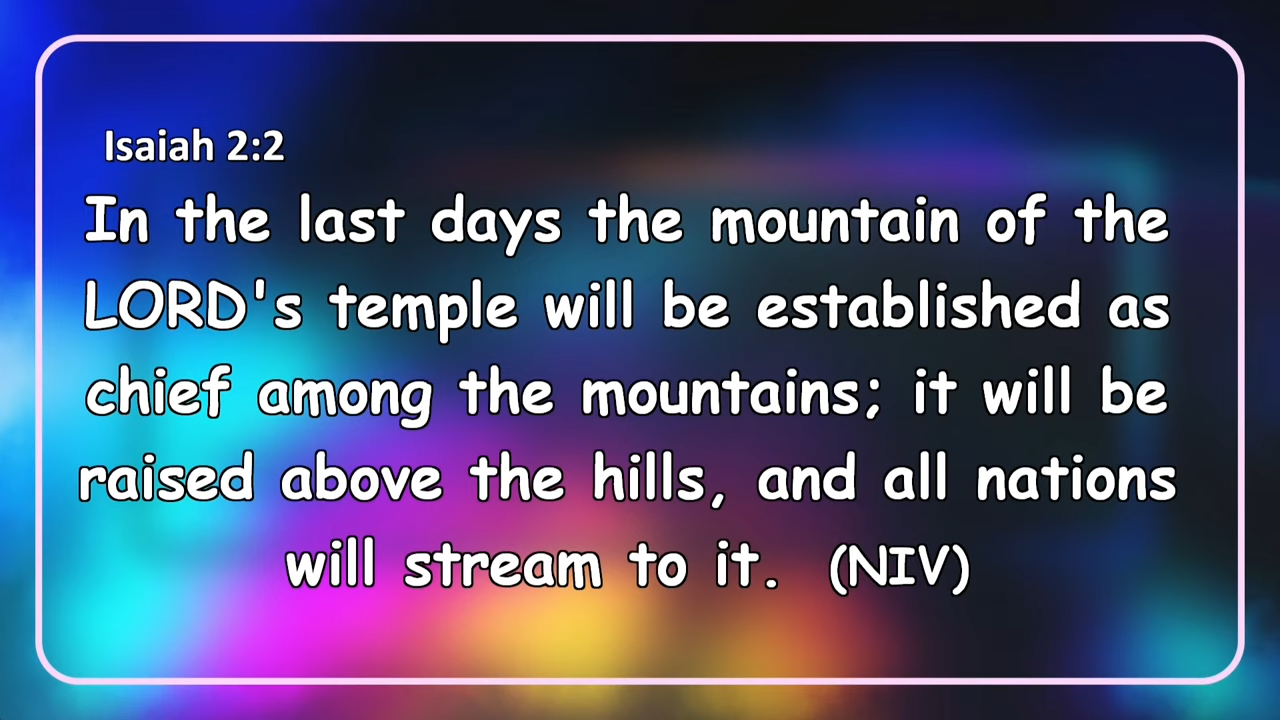 Isaiah 2:2
In the last days the mountain of the
LORD's temple will be established as
chief among the mountains; it will be
raised above the hills, and all nations
will stream to it. (NIV)